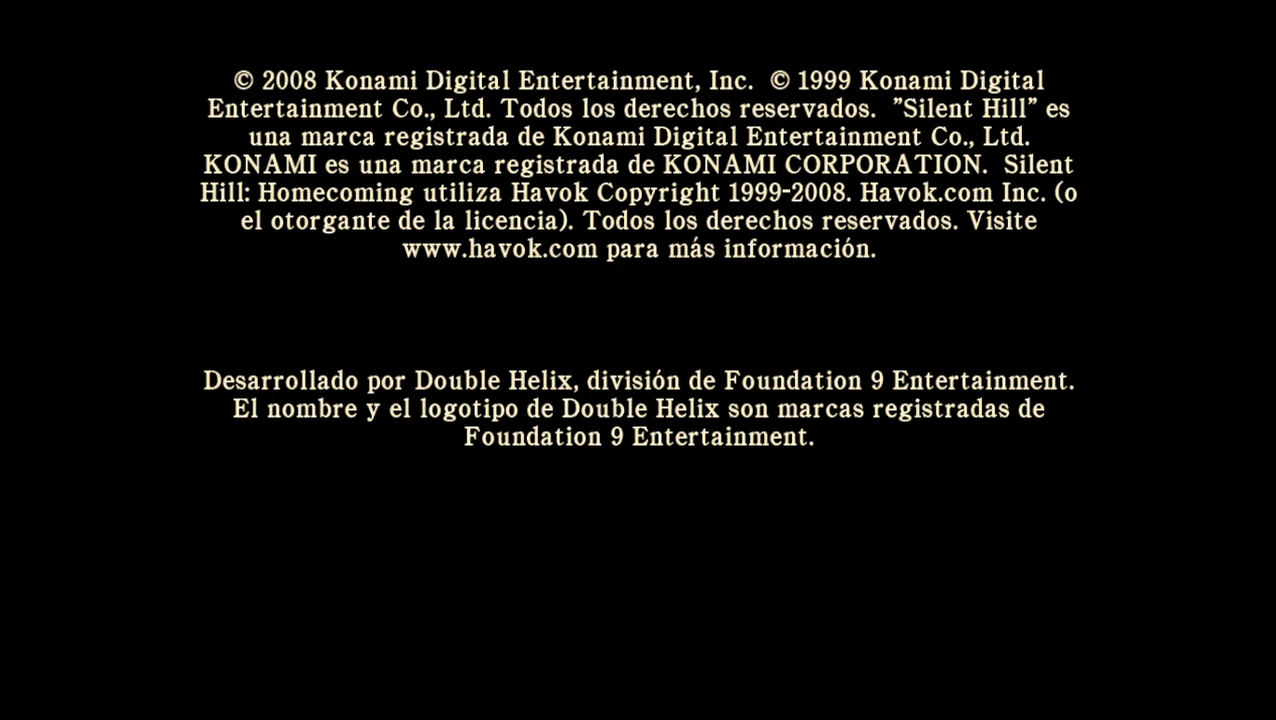 © 2008 Konami Digital Entertainment, Inc.  © 1999 Konami Digital
Entertainment Co., Ltd. Todos los derechos reservados.  ”Silent Hill” es
una marca registrada de Konami Digital Entertainment Co., Ltd.
KONAMI es una marca registrada de KONAMI CORPORATION.  Silent
Hill: Homecoming utiliza Havok Copyright 1999-2008. Havok.com Inc. (o
el otorgante de la licencia). Todos los derechos reservados. Visite
www.havok.com para más información.
Desarrollado por Double Helix, división de Foundation 9 Entertainment.
El nombre y el logotipo de Double Helix son marcas registradas de
Foundation 9 Entertainment.